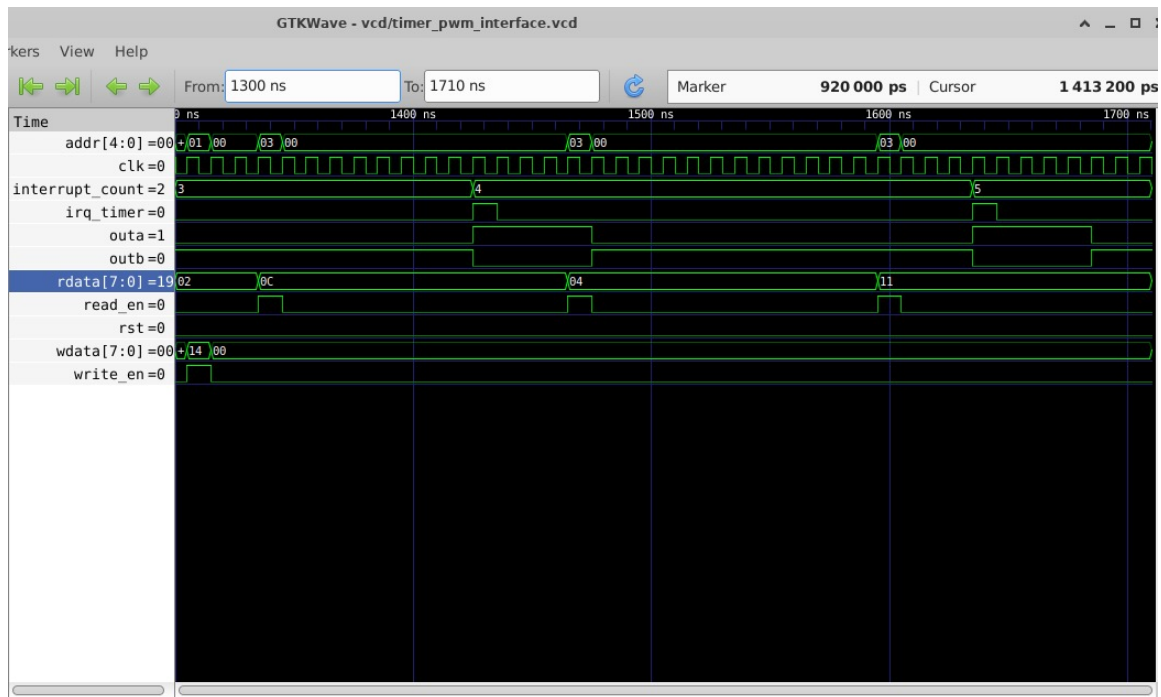 GTKWave - vcd/timer_pwm_interface.vcd
rkers View Help
From: 1300 ns To: 1710 ns Marker 920 000 ps | Cursor 1 413 200 ps
Time 0 ns 1400 ns 1500 ns 1600 ns 1700 ns
addr[4:0] =00 + 01 00 03 00 03 00 03 00
clk =0
interrupt_count =2 3 4 5
irq_timer =0
outa =1
outb =0
rdata[7:0] =19 02 0C 04 11
read_en =0
rst =0
wdata[7:0] =00 + 14 00
write_en =0